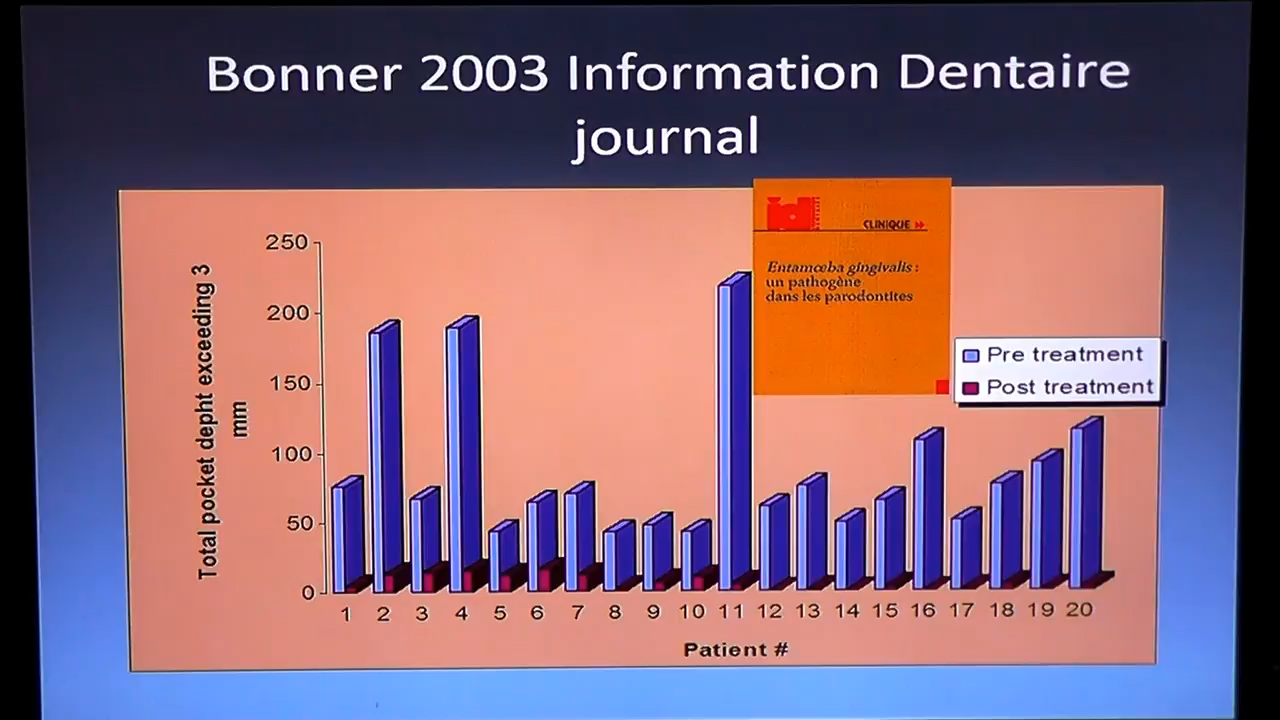 Bonner 2003 Information Dentaire
journal
CLINIQUE
Entamœba gingivalis :
un pathogène
dans les parodontites
Total pocket depht exceeding 3
mm
250
200
150
100
50
0
Pre treatment
Post treatment
1 2 3 4 5 6 7 8 9 10 11 12 13 14 15 16 17 18 19 20
Patient #